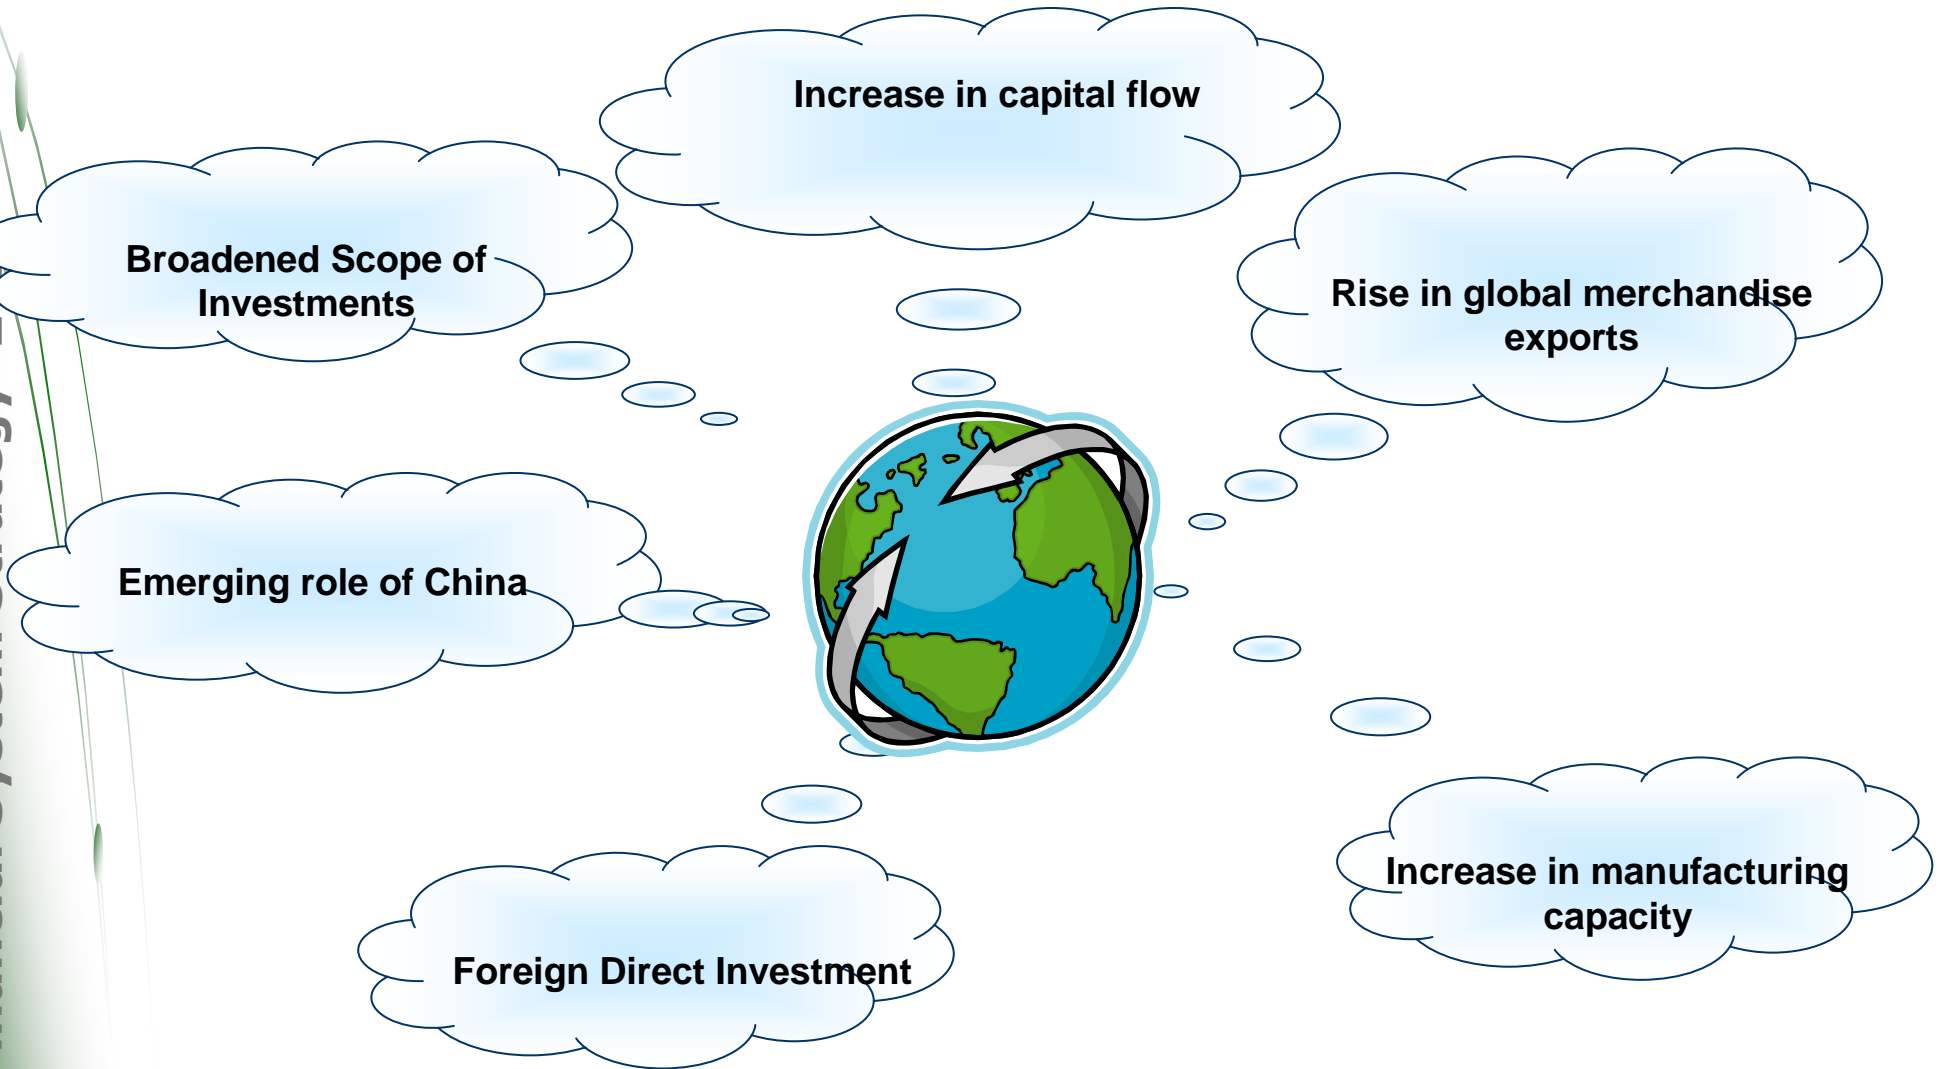 Increase in capital flow
Broadened Scope of
Investments
Rise in global merchandise
exports
Emerging role of China
Increase in manufacturing
capacity
Foreign Direct Investment